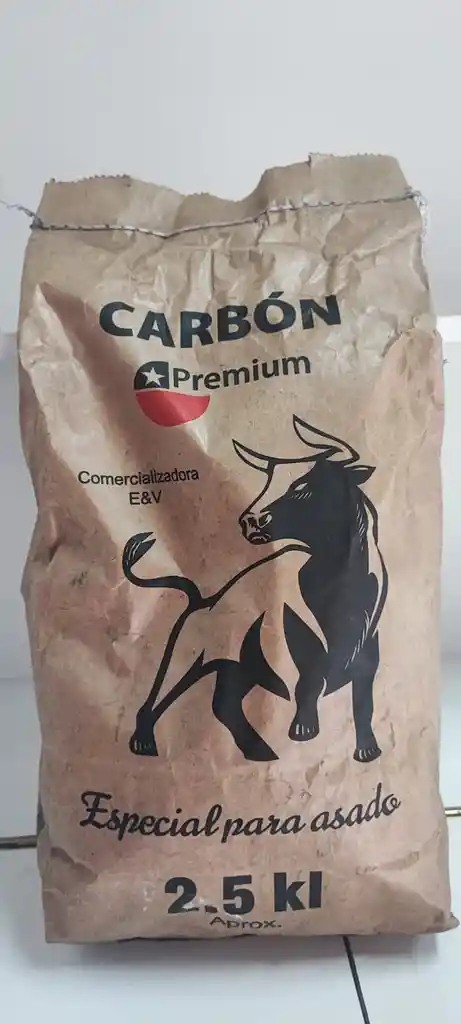 CARBÓN
Premium
Comercializadora
E&V
Especial para asado
2.5 kl
Aprox.